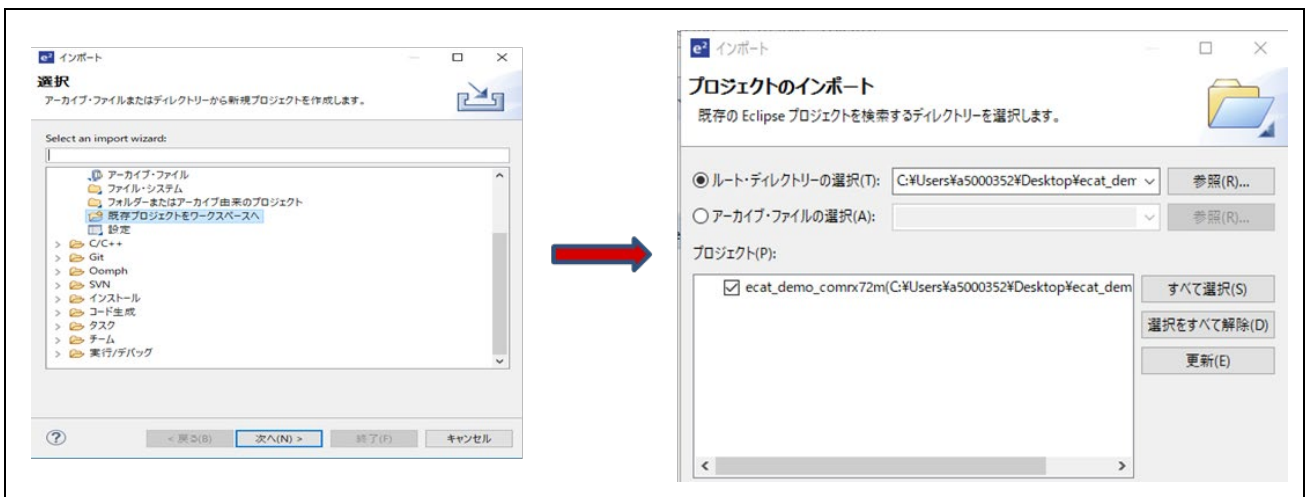 e² インポート
選択
アーカイブ・ファイルまたはディレクトリーから新規プロジェクトを作成します。
Select an import wizard:
アーカイブ・ファイル
ファイル・システム
フォルダーまたはアーカイブ由来のプロジェクト
既存プロジェクトをワークスペースへ
設定
> C/C++
> Git
> Oomph
> SVN
> インストール
> コード生成
> タスク
> チーム
> 実行/デバッグ
?
< 戻る(B) 次へ(N) > 終了(F) キャンセル
e² インポート
プロジェクトのインポート
既存の Eclipse プロジェクトを検索するディレクトリーを選択します。
ルート・ディレクトリーの選択(T): C:¥Users¥a5000352¥Desktop¥ecat_dem 参照(R)...
アーカイブ・ファイルの選択(A): 参照(R)...
プロジェクト(P):
ecat_demo_comrx72m(C:¥Users¥a5000352¥Desktop¥ecat_dem すべて選択(S)
選択をすべて解除(D)
更新(E)